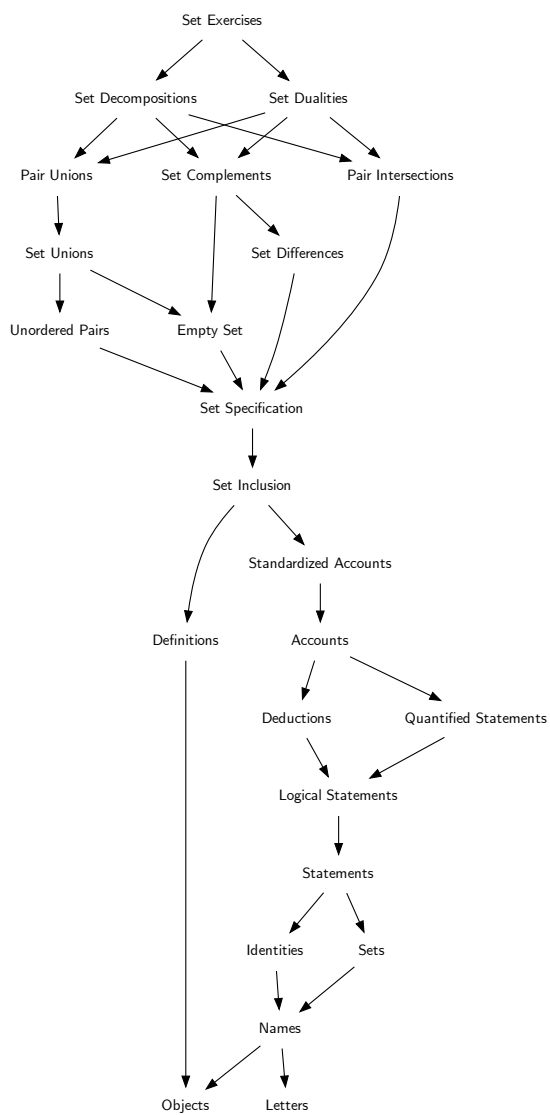 Set Exercises
Set Decompositions
Set Dualities
Pair Unions
Set Complements
Pair Intersections
Set Unions
Set Differences
Unordered Pairs
Empty Set
Set Specification
Set Inclusion
Standardized Accounts
Definitions
Accounts
Deductions
Quantified Statements
Logical Statements
Statements
Identities
Sets
Names
Objects
Letters